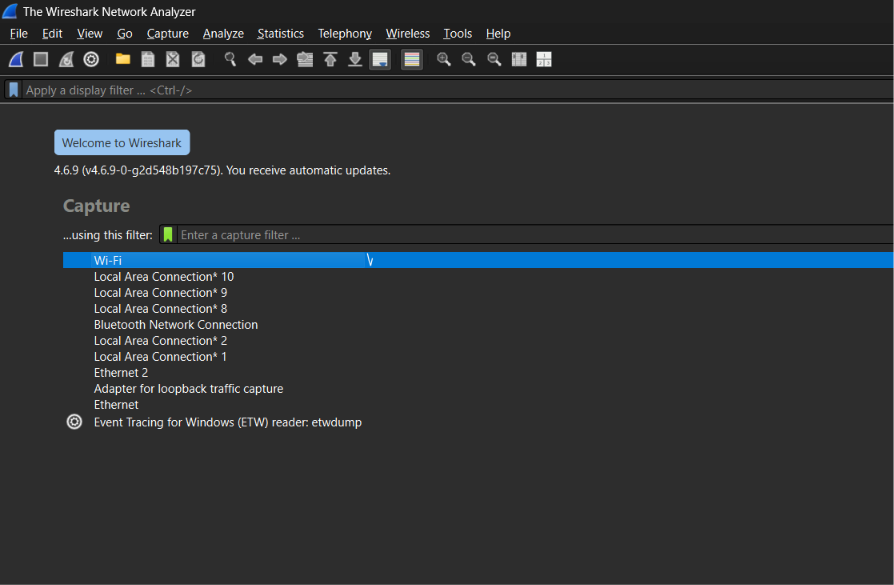 The Wireshark Network Analyzer
File Edit View Go Capture Analyze Statistics Telephony Wireless Tools Help
Apply a display filter ... <Ctrl-/>
Welcome to Wireshark
4.6.9 (v4.6.9-0-g2d548b197c75). You receive automatic updates.
Capture
...using this filter: Enter a capture filter ...
Wi-Fi
Local Area Connection* 10
Local Area Connection* 9
Local Area Connection* 8
Bluetooth Network Connection
Local Area Connection* 2
Local Area Connection* 1
Ethernet 2
Adapter for loopback traffic capture
Ethernet
Event Tracing for Windows (ETW) reader: etwdump